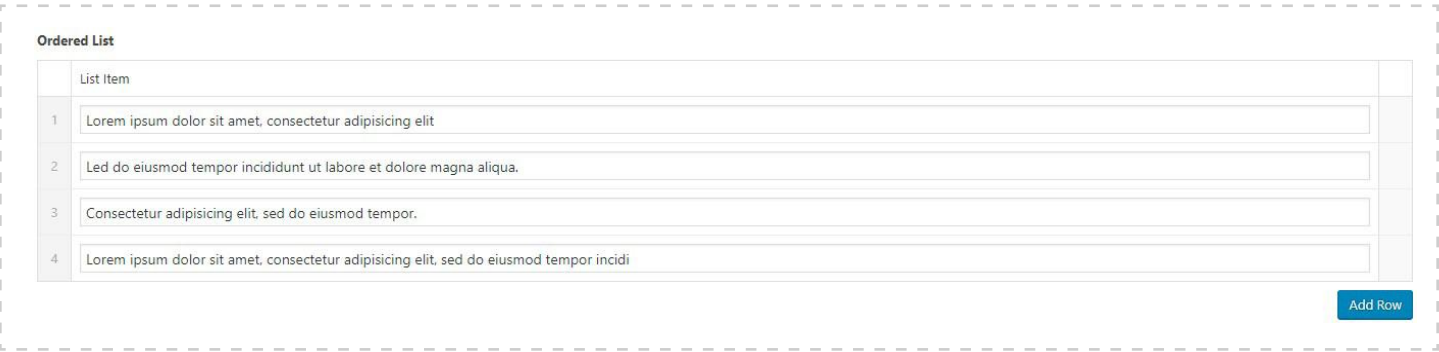 Ordered List
List Item
1 Lorem ipsum dolor sit amet, consectetur adipisicing elit
2 Led do eiusmod tempor incididunt ut labore et dolore magna aliqua.
3 Consectetur adipisicing elit, sed do eiusmod tempor.
4 Lorem ipsum dolor sit amet, consectetur adipisicing elit, sed do eiusmod tempor incidi
Add Row